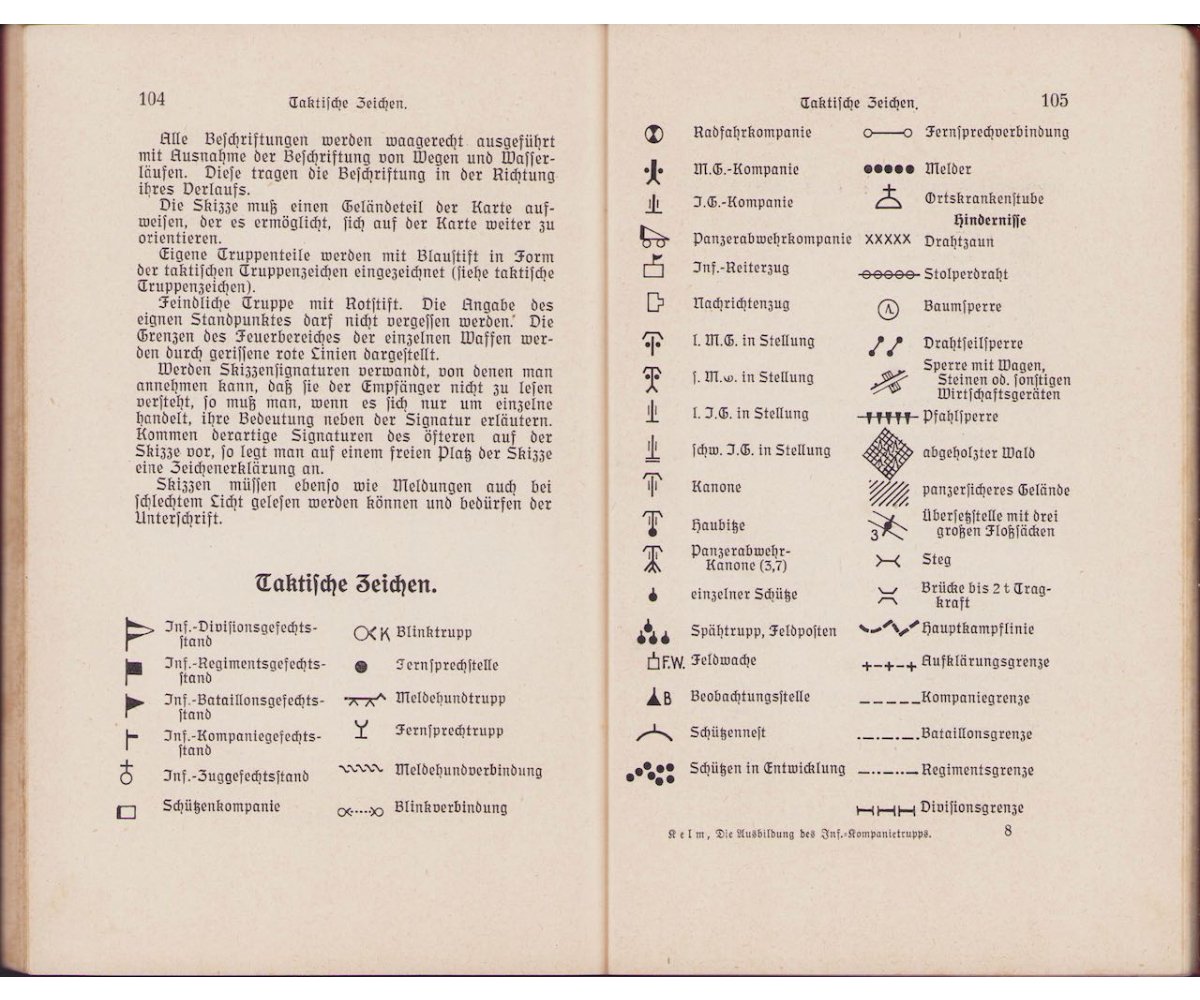 104
Taktische Zeichen.
Alle Beschriftungen werden waagerecht ausgeführt
mit Ausnahme der Beschriftung von Wegen und Wasser-
läufen. Diese tragen die Beschriftung in der Richtung
ihres Verlaufs.
Die Skizze muß einen Geländeteil der Karte auf-
weisen, der es ermöglicht, sich auf der Karte weiter zu
orientieren.
Eigene Truppenteile werden mit Blaustift in Form
der taktischen Truppenzeichen eingezeichnet (siehe taktische
Truppenzeichen).
Feindliche Truppe mit Rotstift. Die Angabe des
eignen Standpunktes darf nicht vergessen werden. Die
Grenzen des Feuerbereiches der einzelnen Waffen wer-
den durch gerissene rote Linien dargestellt.
Werden Skizzensignaturen verwandt, von denen man
annehmen kann, daß sie der Empfänger nicht zu lesen
versteht, so muß man, wenn es sich nur um einzelne
handelt, ihre Bedeutung neben der Signatur erläutern.
Kommen derartige Signaturen des öfteren auf der
Skizze vor, so legt man auf einem freien Platz der Skizze
eine Zeichenerklärung an.
Skizzen müssen ebenso wie Meldungen auch bei
schlechtem Licht gelesen werden können und bedürfen der
Unterschrift.
Taktische Zeichen.
Inf.-Divisionsgefechts-
stand
Inf.-Regimentsgefechts-
stand
Inf.-Bataillonsgefechts-
stand
Inf.-Kompaniegefechts-
stand
Inf.-Zuggefechtsstand
Schützenkompanie
K Blinktrupp
Fernsprechstelle
Meldehundtrupp
Fernsprechtrupp
Meldehundverbindung
Blinkverbindung
Taktische Zeichen.
105
Radfahrkompanie
M.G.-Kompanie
I.G.-Kompanie
Panzerabwehrkompanie
Inf.-Reiterzug
Nachrichtenzug
l. M.G. in Stellung
s. M.W. in Stellung
l. I.G. in Stellung
schw. I.G. in Stellung
Kanone
Haubitze
Panzerabwehr-
Kanone (3,7)
einzelner Schütze
Spähtrupp, Feldposten
F.W. Feldwache
B Beobachtungsstelle
Schützennest
Schützen in Entwicklung
Fernsprechverbindung
Melder
Ortskrankenstube
Hindernisse
XXXXX Drahtzaun
Stolperdraht
Baumsperre
Drahtseilsperre
Sperre mit Wagen,
Steinen od. sonstigen
Wirtschaftsgeräten
Pfahlsperre
abgeholzter Wald
panzersicheres Gelände
Übersetzstelle mit drei
3 großen Floßsäcken
Steg
Brücke bis 2 t Trag-
kraft
Hauptkampflinie
Aufklärungsgrenze
Kompaniegrenze
Bataillonsgrenze
Regimentsgrenze
Divisionsgrenze
Kelm, Die Ausbildung des Inf.-Kompanietrupps.
8